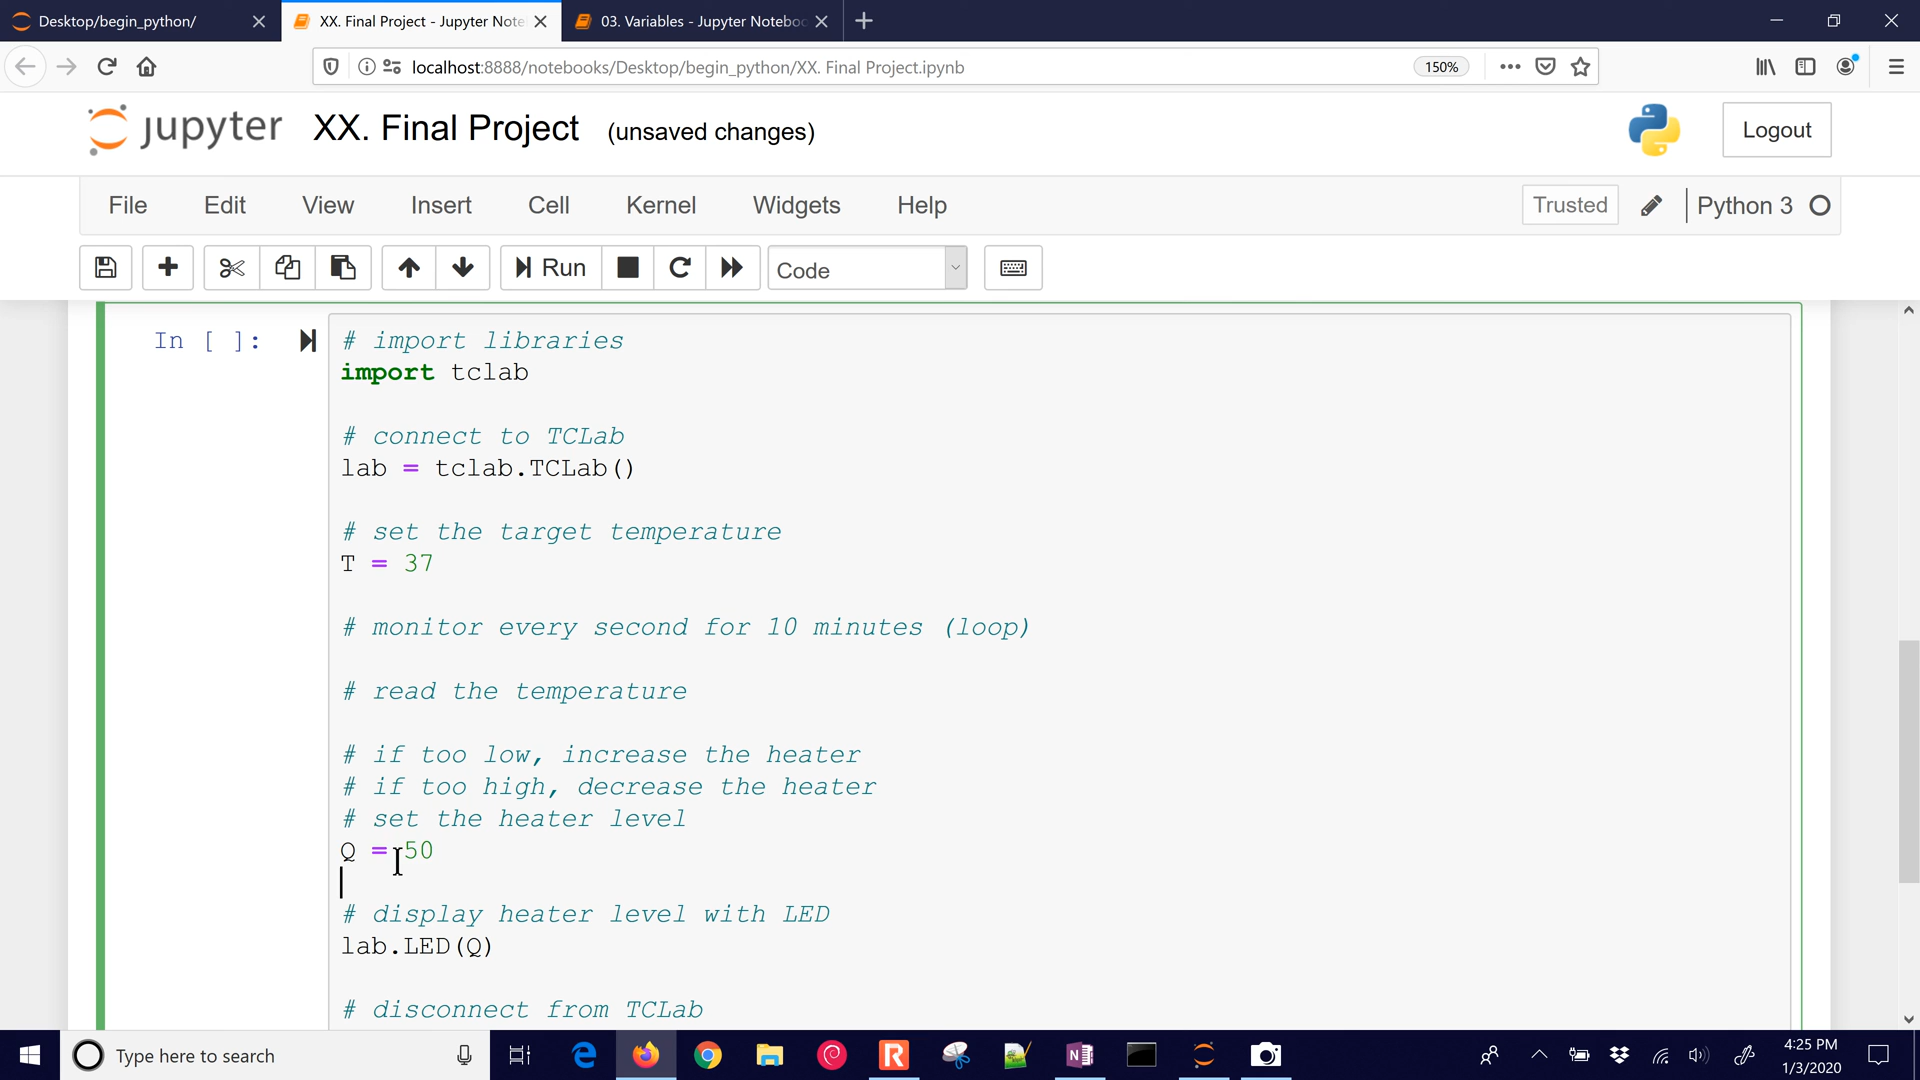 Desktop/begin_python/
XX. Final Project - Jupyter Note
03. Variables - Jupyter Noteboo
localhost:8888/notebooks/Desktop/begin_python/XX. Final Project.ipynb
150%
jupyter XX. Final Project (unsaved changes)
Logout
File Edit View Insert Cell Kernel Widgets Help
Trusted
Python 3
Run
Code
In [ ]:
# import libraries
import tclab
# connect to TCLab
lab = tclab.TCLab()
# set the target temperature
T = 37
# monitor every second for 10 minutes (loop)
# read the temperature
# if too low, increase the heater
# if too high, decrease the heater
# set the heater level
Q = 50
# display heater level with LED
lab.LED(Q)
# disconnect from TCLab
Type here to search
4:25 PM
1/3/2020